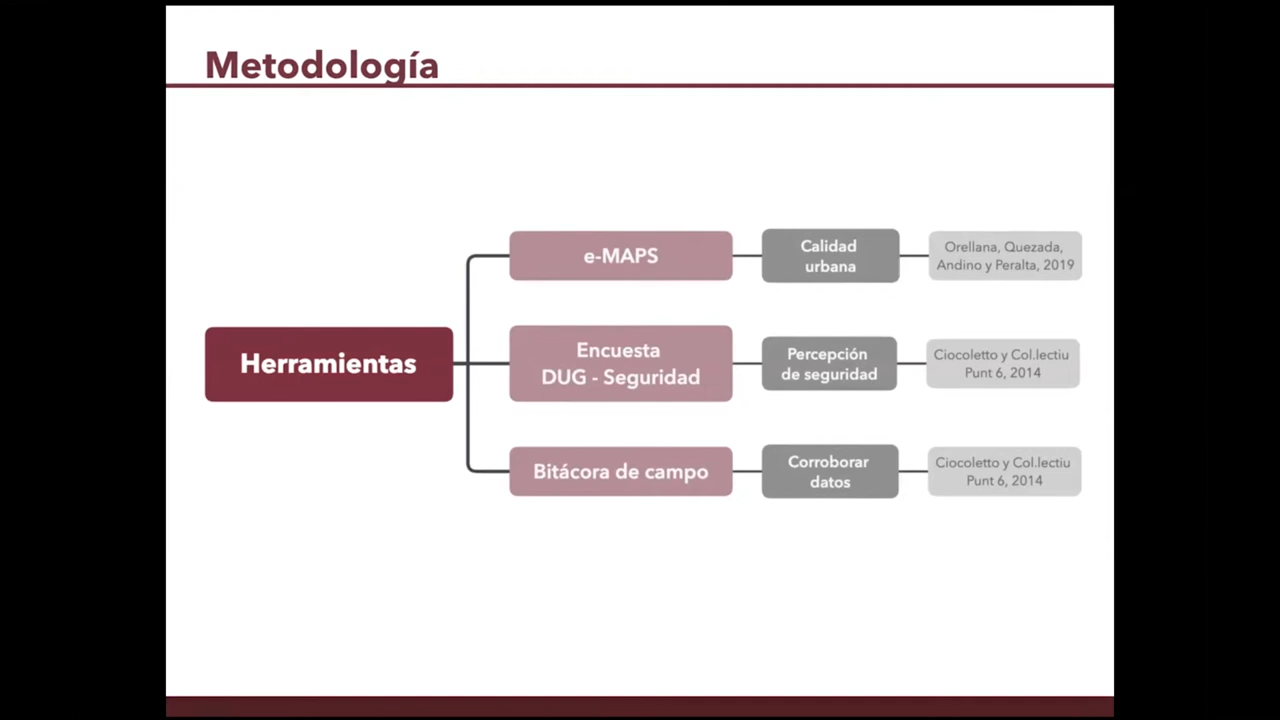 Metodología
Herramientas
e-MAPS
Calidad
urbana
Orellana, Quezada,
Andino y Peralta, 2019
Encuesta
DUG - Seguridad
Percepción
de seguridad
Ciocoletto y Col.lectiu
Punt 6, 2014
Bitácora de campo
Corroborar
datos
Ciocoletto y Col.lectiu
Punt 6, 2014